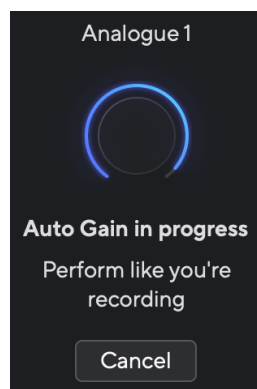 Analogue 1
Auto Gain in progress
Perform like you're
recording
Cancel